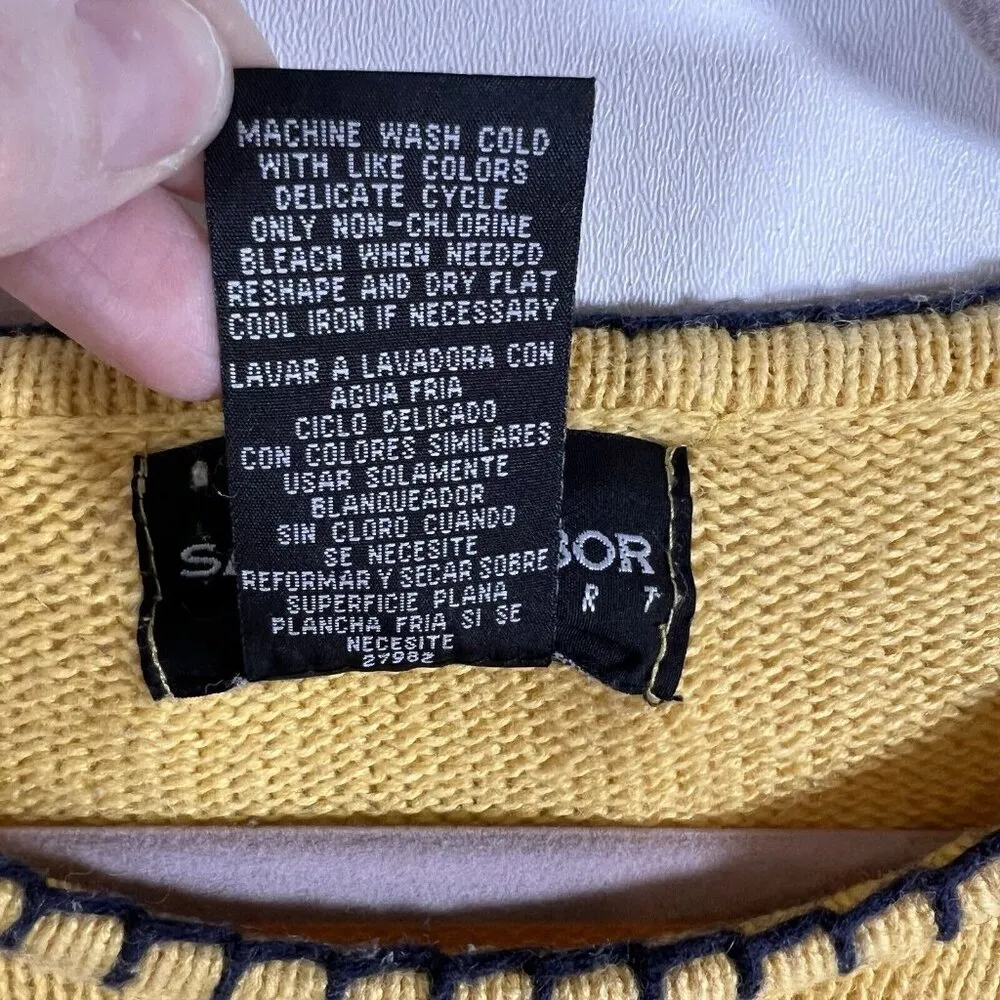 MACHINE WASH COLD
WITH LIKE COLORS
DELICATE CYCLE
ONLY NON-CHLORINE
BLEACH WHEN NEEDED
RESHAPE AND DRY FLAT
COOL IRON IF NECESSARY
LAVAR A LAVADORA CON
AGUA FRIA
CICLO DELICADO
CON COLORES SIMILARES
USAR SOLAMENTE
BLANQUEADOR
SIN CLORO CUANDO
SE NECESITE
REFORMAR Y SECAR SOBRE
SUPERFICIE PLANA
PLANCHA FRIA SI SE
NECESITE
27982
BOR
R T